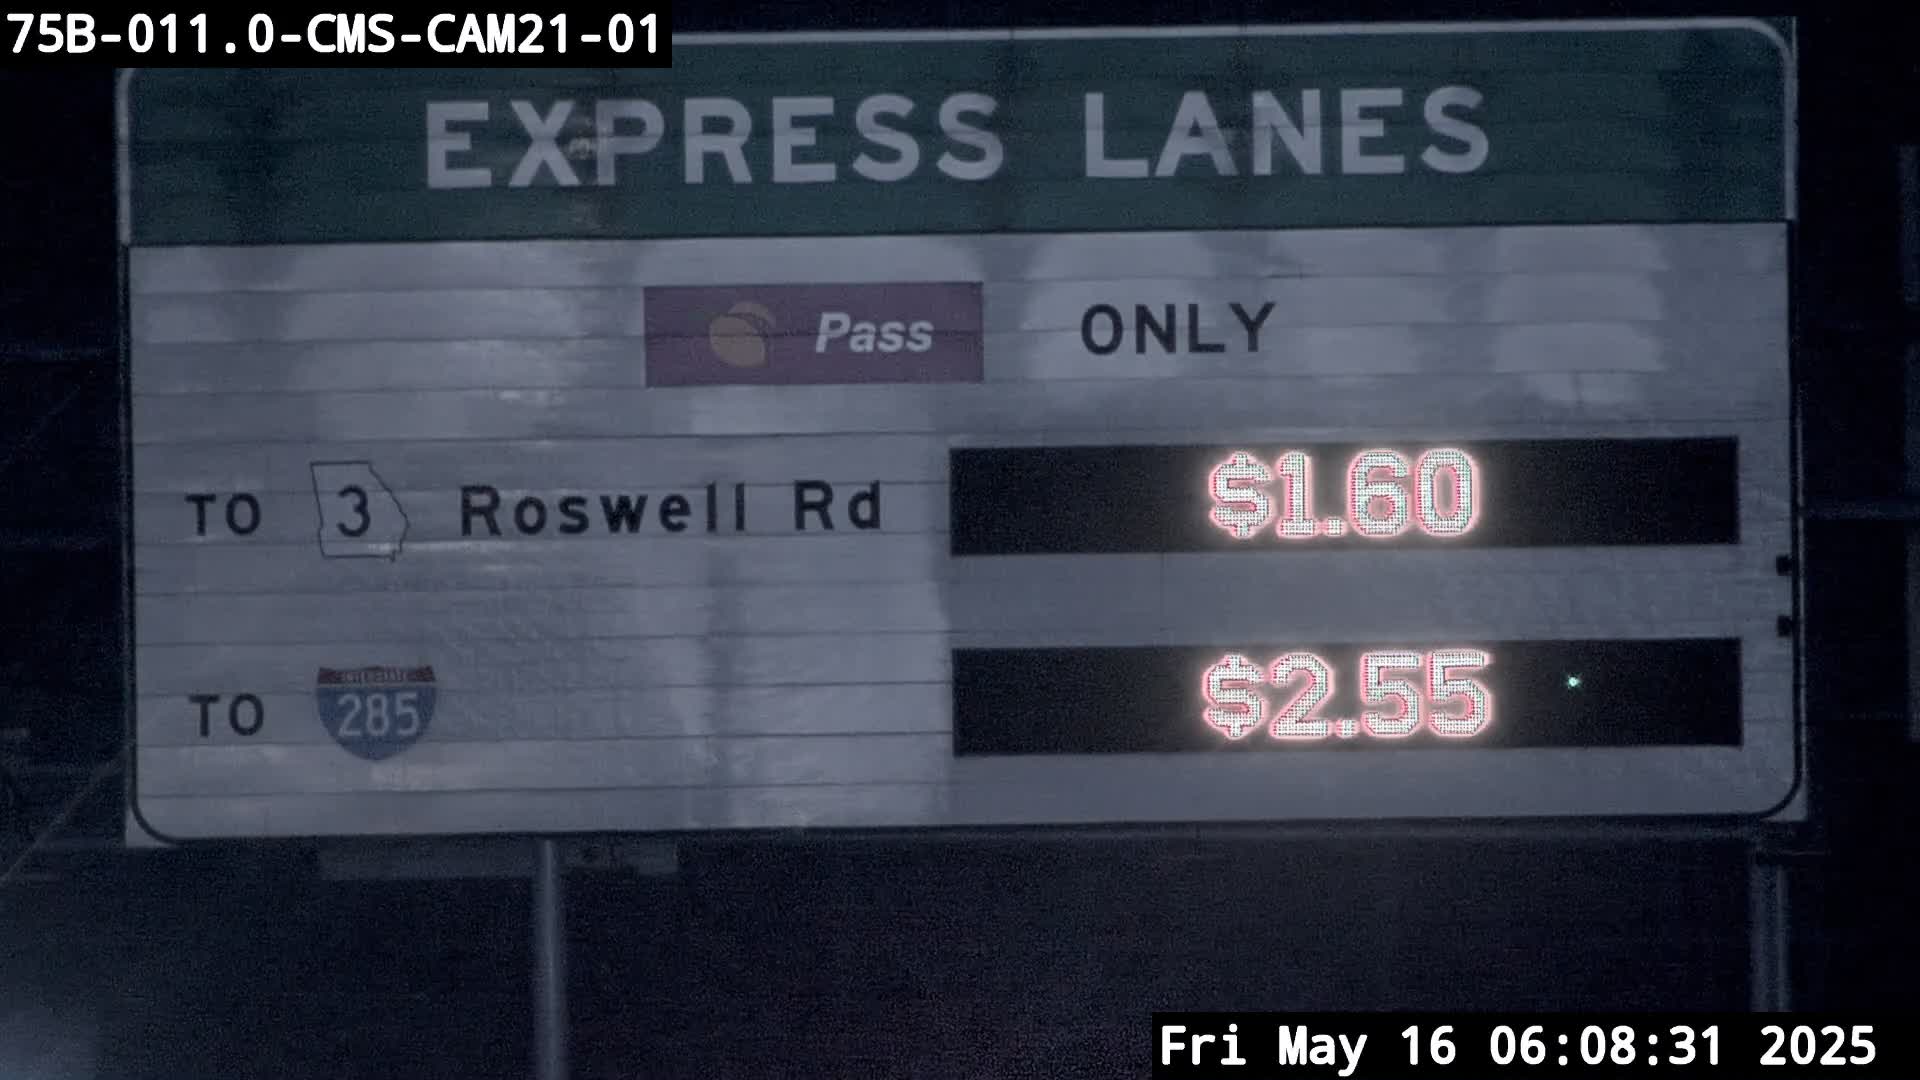 75B-011.0-CMS-CAM21-01
EXPRESS LANES
Pass ONLY
TO 3 Roswell Rd $1.60
INTERSTATE
TO 285 $2.55
Fri May 16 06:08:31 2025